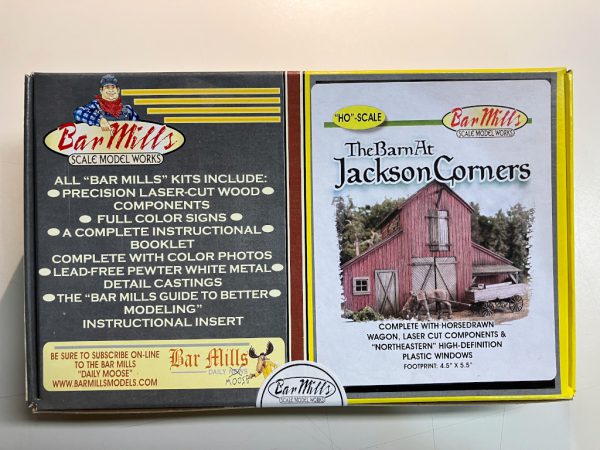 Bar Mills
SCALE MODEL WORKS
ALL "BAR MILLS" KITS INCLUDE:
● PRECISION LASER-CUT WOOD ●
COMPONENTS
● FULL COLOR SIGNS ●
● A COMPLETE INSTRUCTIONAL ●
BOOKLET
COMPLETE WITH COLOR PHOTOS
● LEAD-FREE PEWTER WHITE METAL ●
DETAIL CASTINGS
● THE "BAR MILLS GUIDE TO BETTER ●
MODELING"
INSTRUCTIONAL INSERT
BE SURE TO SUBSCRIBE ON-LINE
TO THE BAR MILLS
"DAILY MOOSE"
WWW.BARMILLSMODELS.COM
Bar Mills
DAILY NEWS
MOOSE
"HO"-SCALE
Bar Mills
SCALE MODEL WORKS
The Barn At
Jackson Corners
COMPLETE WITH HORSEDRAWN
WAGON, LASER CUT COMPONENTS &
"NORTHEASTERN" HIGH-DEFINITION
PLASTIC WINDOWS
FOOTPRINT: 4.5" X 5.5"
Bar Mills
SCALE MODEL WORKS